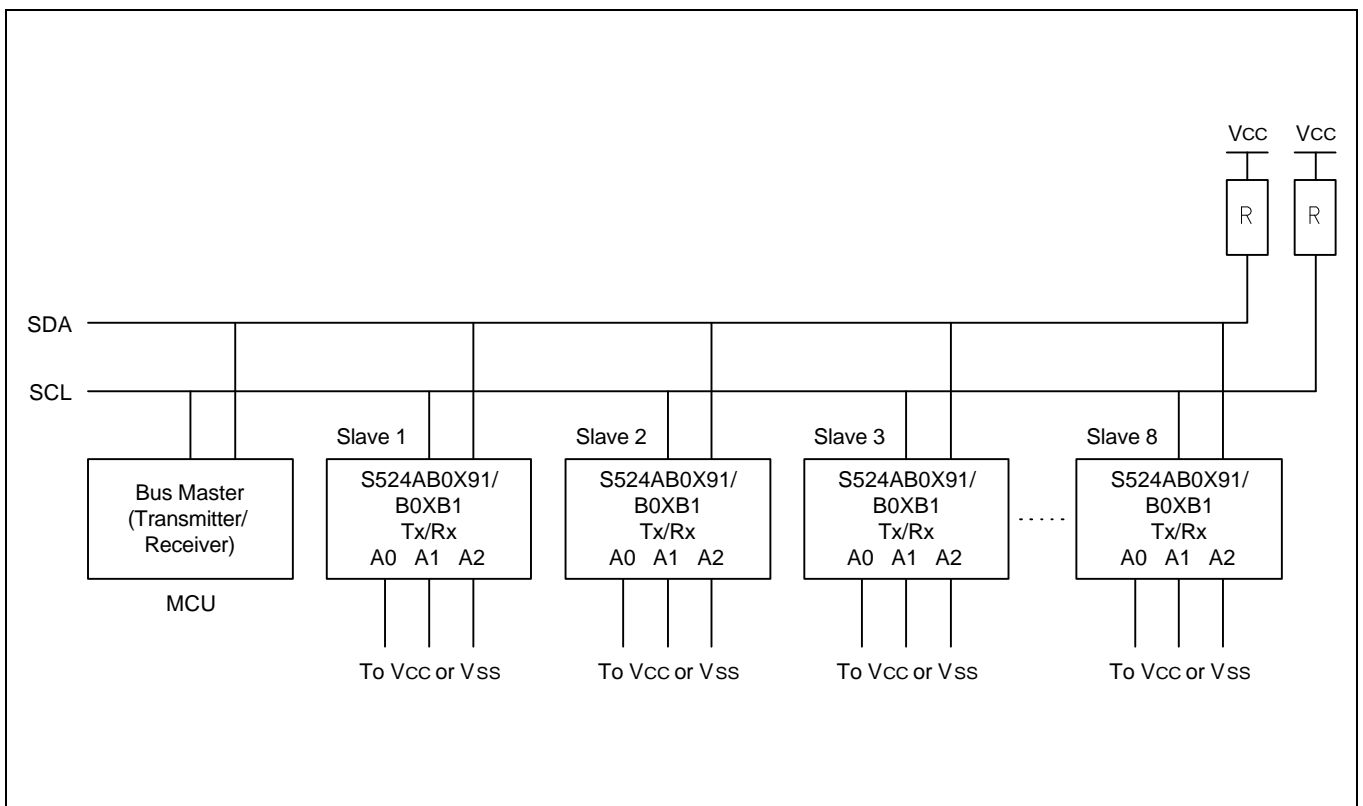 VCC VCC
R R
SDA
SCL
Slave 1 Slave 2 Slave 3 Slave 8
Bus Master
(Transmitter/
Receiver)
MCU
S524AB0X91/
B0XB1
Tx/Rx
A0 A1 A2
To VCC or VSS
S524AB0X91/
B0XB1
Tx/Rx
A0 A1 A2
To VCC or VSS
S524AB0X91/
B0XB1
Tx/Rx
A0 A1 A2
To VCC or VSS
.....
S524AB0X91/
B0XB1
Tx/Rx
A0 A1 A2
To VCC or VSS